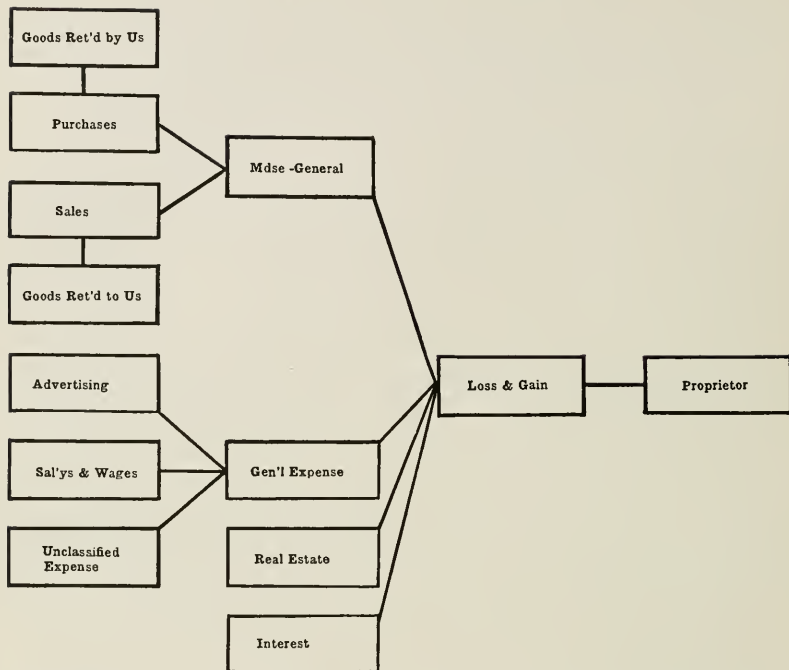 Goods Ret'd by Us
Purchases
Mdse -General
Sales
Goods Ret'd to Us
Advertising
Loss & Gain
Proprietor
Sal'ys & Wages
Gen'l Expense
Unclassified
Expense
Real Estate
Interest